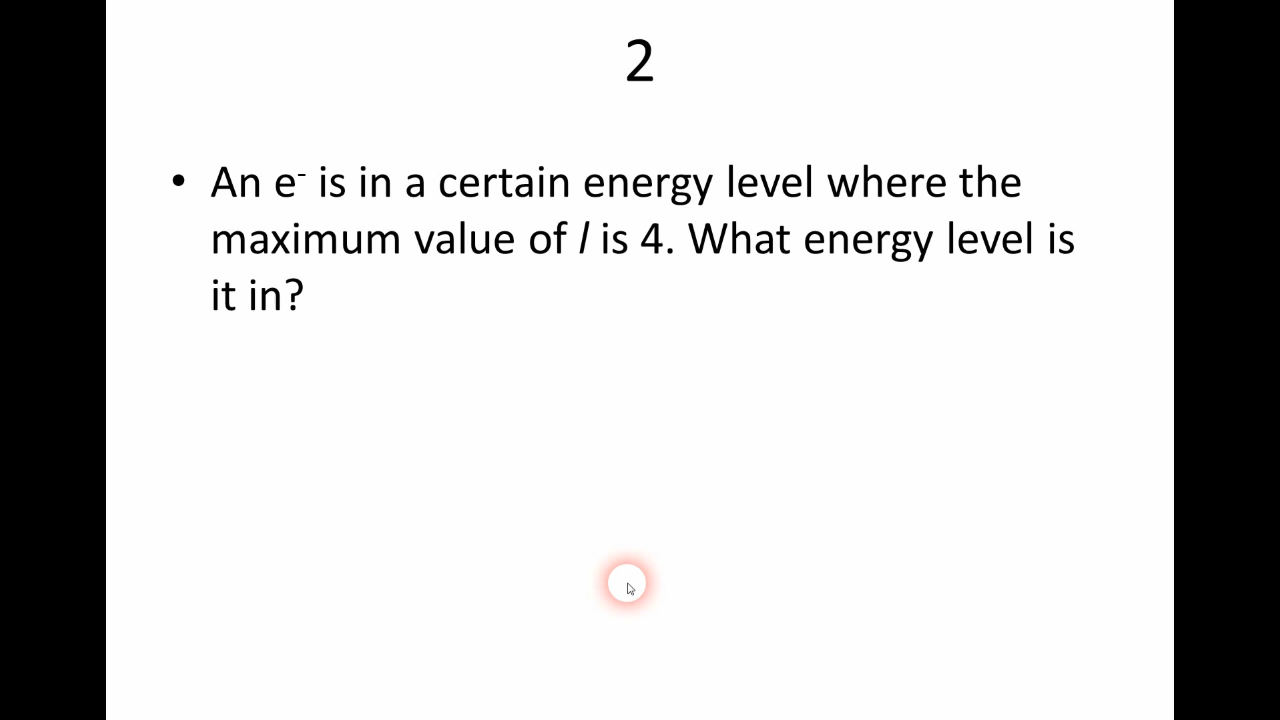 2
• An e⁻ is in a certain energy level where the
maximum value of l is 4. What energy level is
it in?